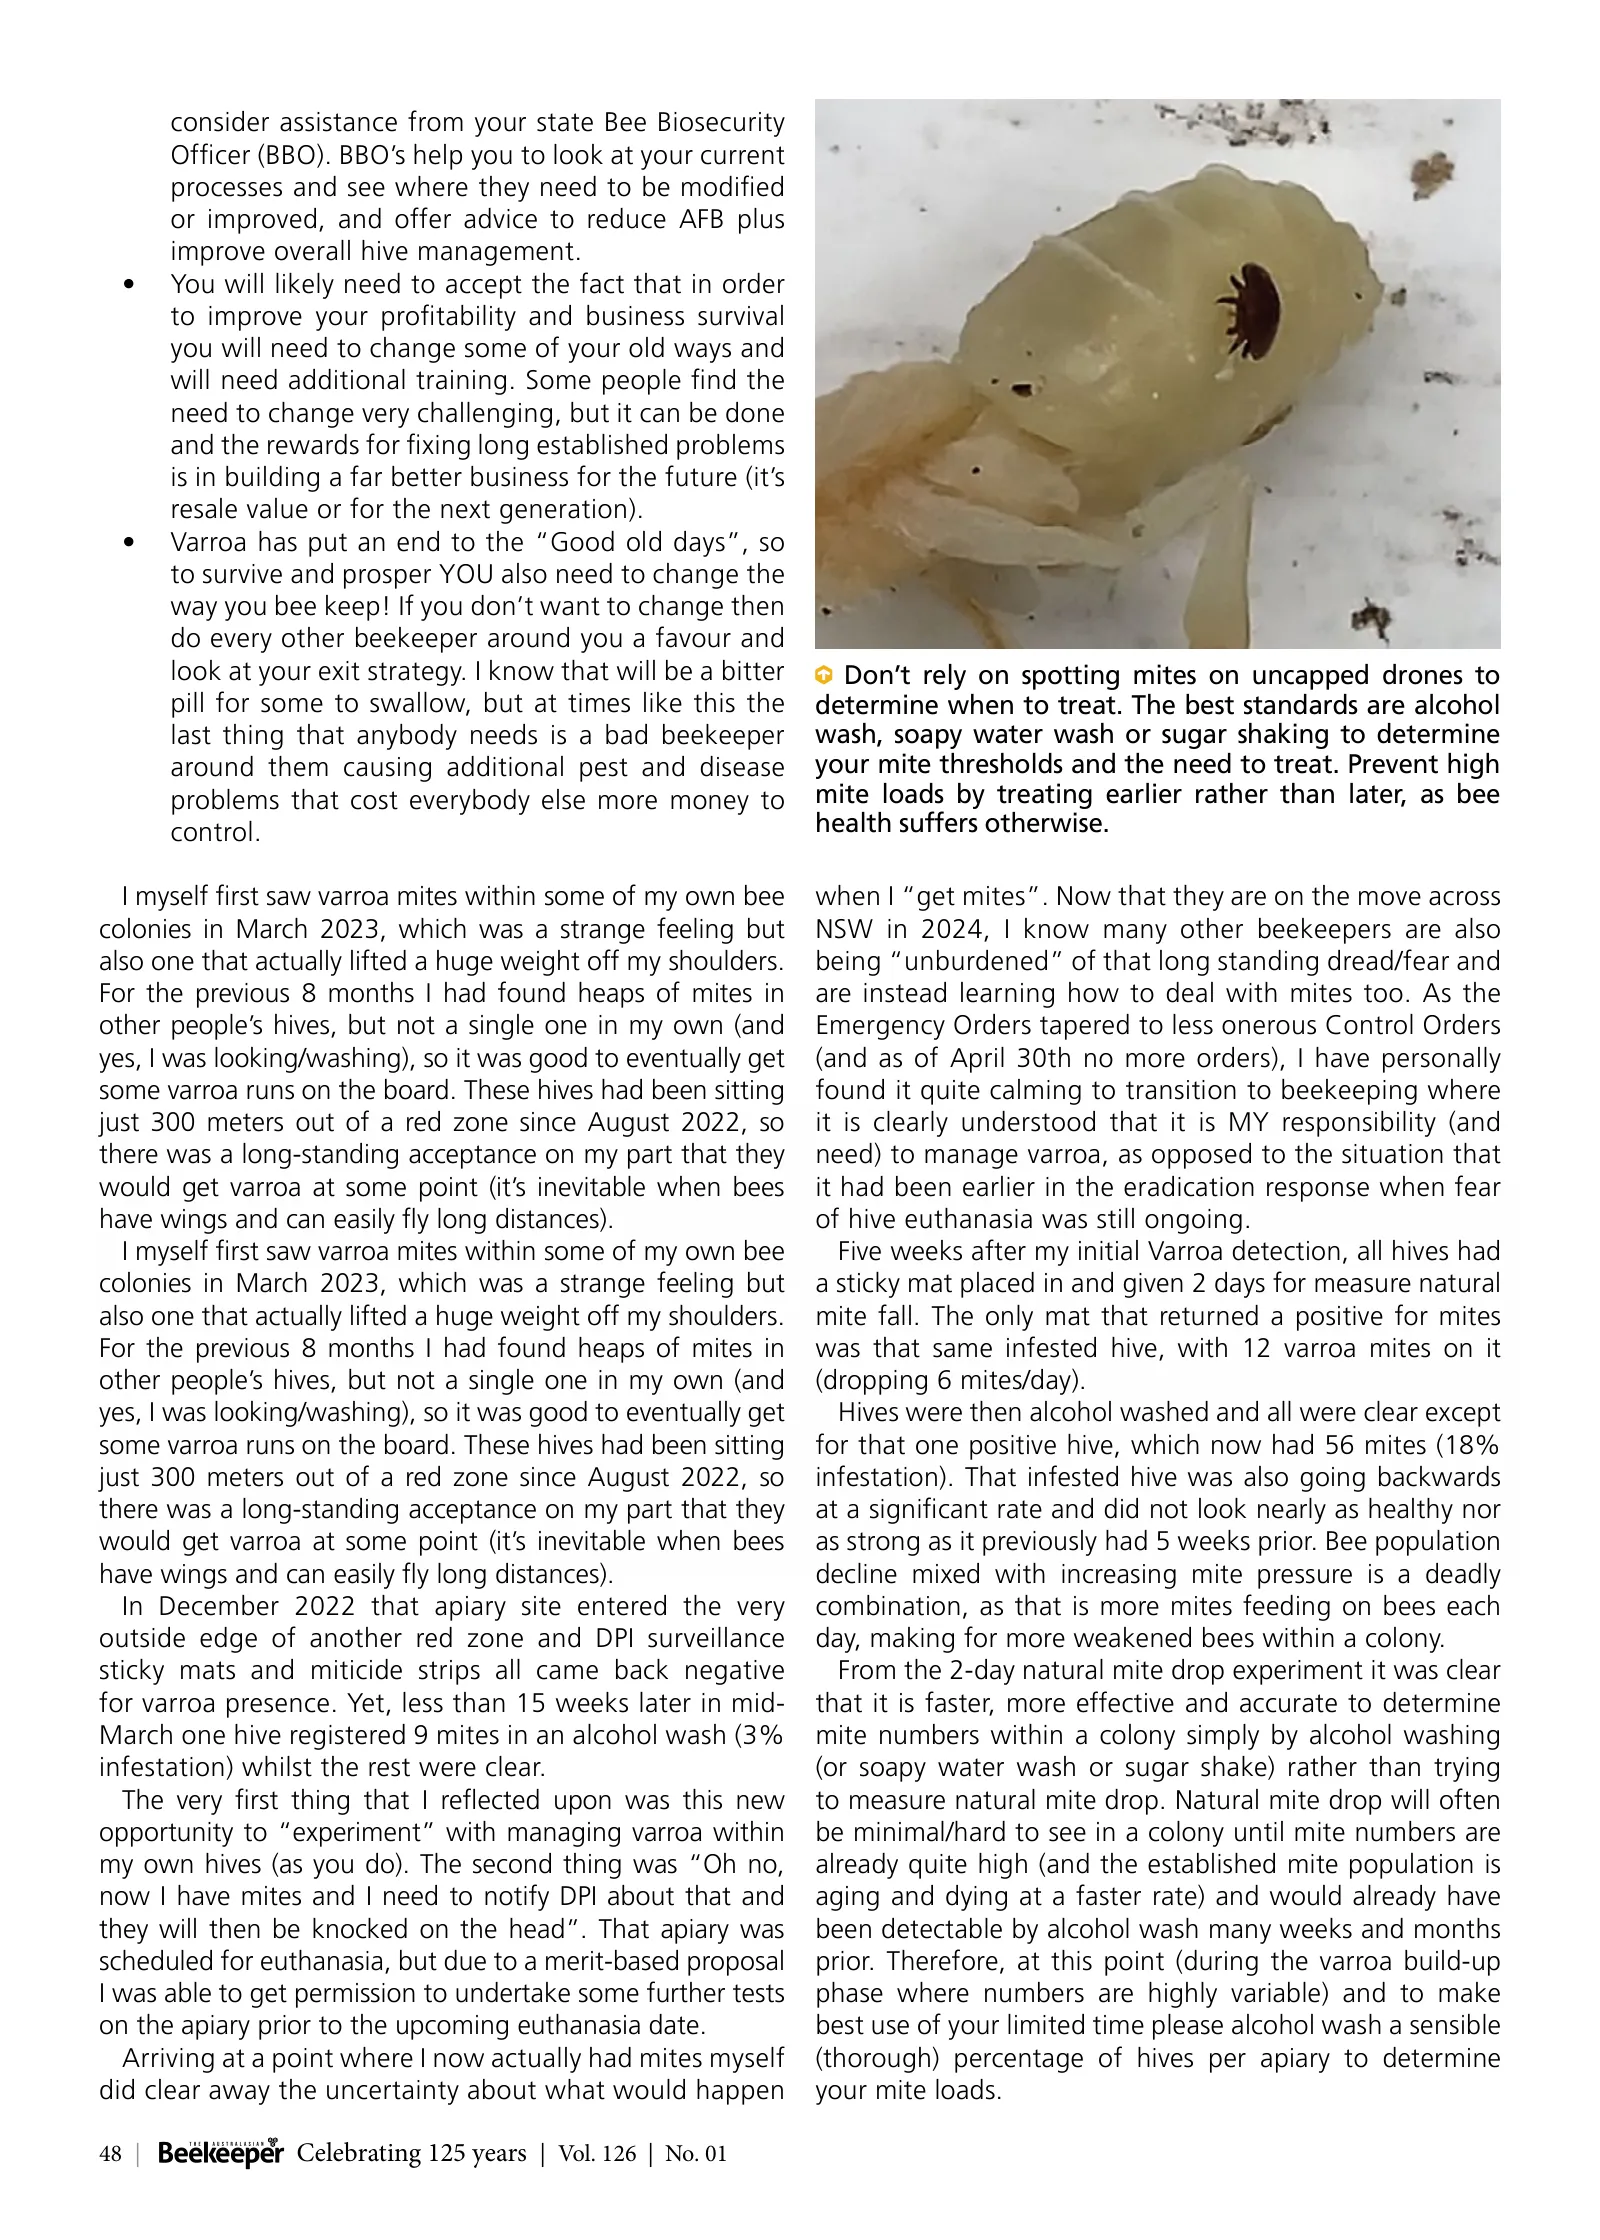 consider assistance from your state Bee Biosecurity
Officer (BBO). BBO’s help you to look at your current
processes and see where they need to be modified
or improved, and offer advice to reduce AFB plus
improve overall hive management.
• You will likely need to accept the fact that in order
to improve your profitability and business survival
you will need to change some of your old ways and
will need additional training. Some people find the
need to change very challenging, but it can be done
and the rewards for fixing long established problems
is in building a far better business for the future (it’s
resale value or for the next generation).
• Varroa has put an end to the “Good old days”, so
to survive and prosper YOU also need to change the
way you bee keep! If you don’t want to change then
do every other beekeeper around you a favour and
look at your exit strategy. I know that will be a bitter
pill for some to swallow, but at times like this the
last thing that anybody needs is a bad beekeeper
around them causing additional pest and disease
problems that cost everybody else more money to
control.
Don’t rely on spotting mites on uncapped drones to
determine when to treat. The best standards are alcohol
wash, soapy water wash or sugar shaking to determine
your mite thresholds and the need to treat. Prevent high
mite loads by treating earlier rather than later, as bee
health suffers otherwise.
I myself first saw varroa mites within some of my own bee
colonies in March 2023, which was a strange feeling but
also one that actually lifted a huge weight off my shoulders.
For the previous 8 months I had found heaps of mites in
other people’s hives, but not a single one in my own (and
yes, I was looking/washing), so it was good to eventually get
some varroa runs on the board. These hives had been sitting
just 300 meters out of a red zone since August 2022, so
there was a long-standing acceptance on my part that they
would get varroa at some point (it’s inevitable when bees
have wings and can easily fly long distances).
I myself first saw varroa mites within some of my own bee
colonies in March 2023, which was a strange feeling but
also one that actually lifted a huge weight off my shoulders.
For the previous 8 months I had found heaps of mites in
other people’s hives, but not a single one in my own (and
yes, I was looking/washing), so it was good to eventually get
some varroa runs on the board. These hives had been sitting
just 300 meters out of a red zone since August 2022, so
there was a long-standing acceptance on my part that they
would get varroa at some point (it’s inevitable when bees
have wings and can easily fly long distances).
In December 2022 that apiary site entered the very
outside edge of another red zone and DPI surveillance
sticky mats and miticide strips all came back negative
for varroa presence. Yet, less than 15 weeks later in mid-
March one hive registered 9 mites in an alcohol wash (3%
infestation) whilst the rest were clear.
The very first thing that I reflected upon was this new
opportunity to “experiment” with managing varroa within
my own hives (as you do). The second thing was “Oh no,
now I have mites and I need to notify DPI about that and
they will then be knocked on the head”. That apiary was
scheduled for euthanasia, but due to a merit-based proposal
I was able to get permission to undertake some further tests
on the apiary prior to the upcoming euthanasia date.
Arriving at a point where I now actually had mites myself
did clear away the uncertainty about what would happen
when I “get mites”. Now that they are on the move across
NSW in 2024, I know many other beekeepers are also
being “unburdened” of that long standing dread/fear and
are instead learning how to deal with mites too. As the
Emergency Orders tapered to less onerous Control Orders
(and as of April 30th no more orders), I have personally
found it quite calming to transition to beekeeping where
it is clearly understood that it is MY responsibility (and
need) to manage varroa, as opposed to the situation that
it had been earlier in the eradication response when fear
of hive euthanasia was still ongoing.
Five weeks after my initial Varroa detection, all hives had
a sticky mat placed in and given 2 days for measure natural
mite fall. The only mat that returned a positive for mites
was that same infested hive, with 12 varroa mites on it
(dropping 6 mites/day).
Hives were then alcohol washed and all were clear except
for that one positive hive, which now had 56 mites (18%
infestation). That infested hive was also going backwards
at a significant rate and did not look nearly as healthy nor
as strong as it previously had 5 weeks prior. Bee population
decline mixed with increasing mite pressure is a deadly
combination, as that is more mites feeding on bees each
day, making for more weakened bees within a colony.
From the 2-day natural mite drop experiment it was clear
that it is faster, more effective and accurate to determine
mite numbers within a colony simply by alcohol washing
(or soapy water wash or sugar shake) rather than trying
to measure natural mite drop. Natural mite drop will often
be minimal/hard to see in a colony until mite numbers are
already quite high (and the established mite population is
aging and dying at a faster rate) and would already have
been detectable by alcohol wash many weeks and months
prior. Therefore, at this point (during the varroa build-up
phase where numbers are highly variable) and to make
best use of your limited time please alcohol wash a sensible
(thorough) percentage of hives per apiary to determine
your mite loads.
48 | THE AUSTRALASIAN Beekeeper Celebrating 125 years | Vol. 126 | No. 01